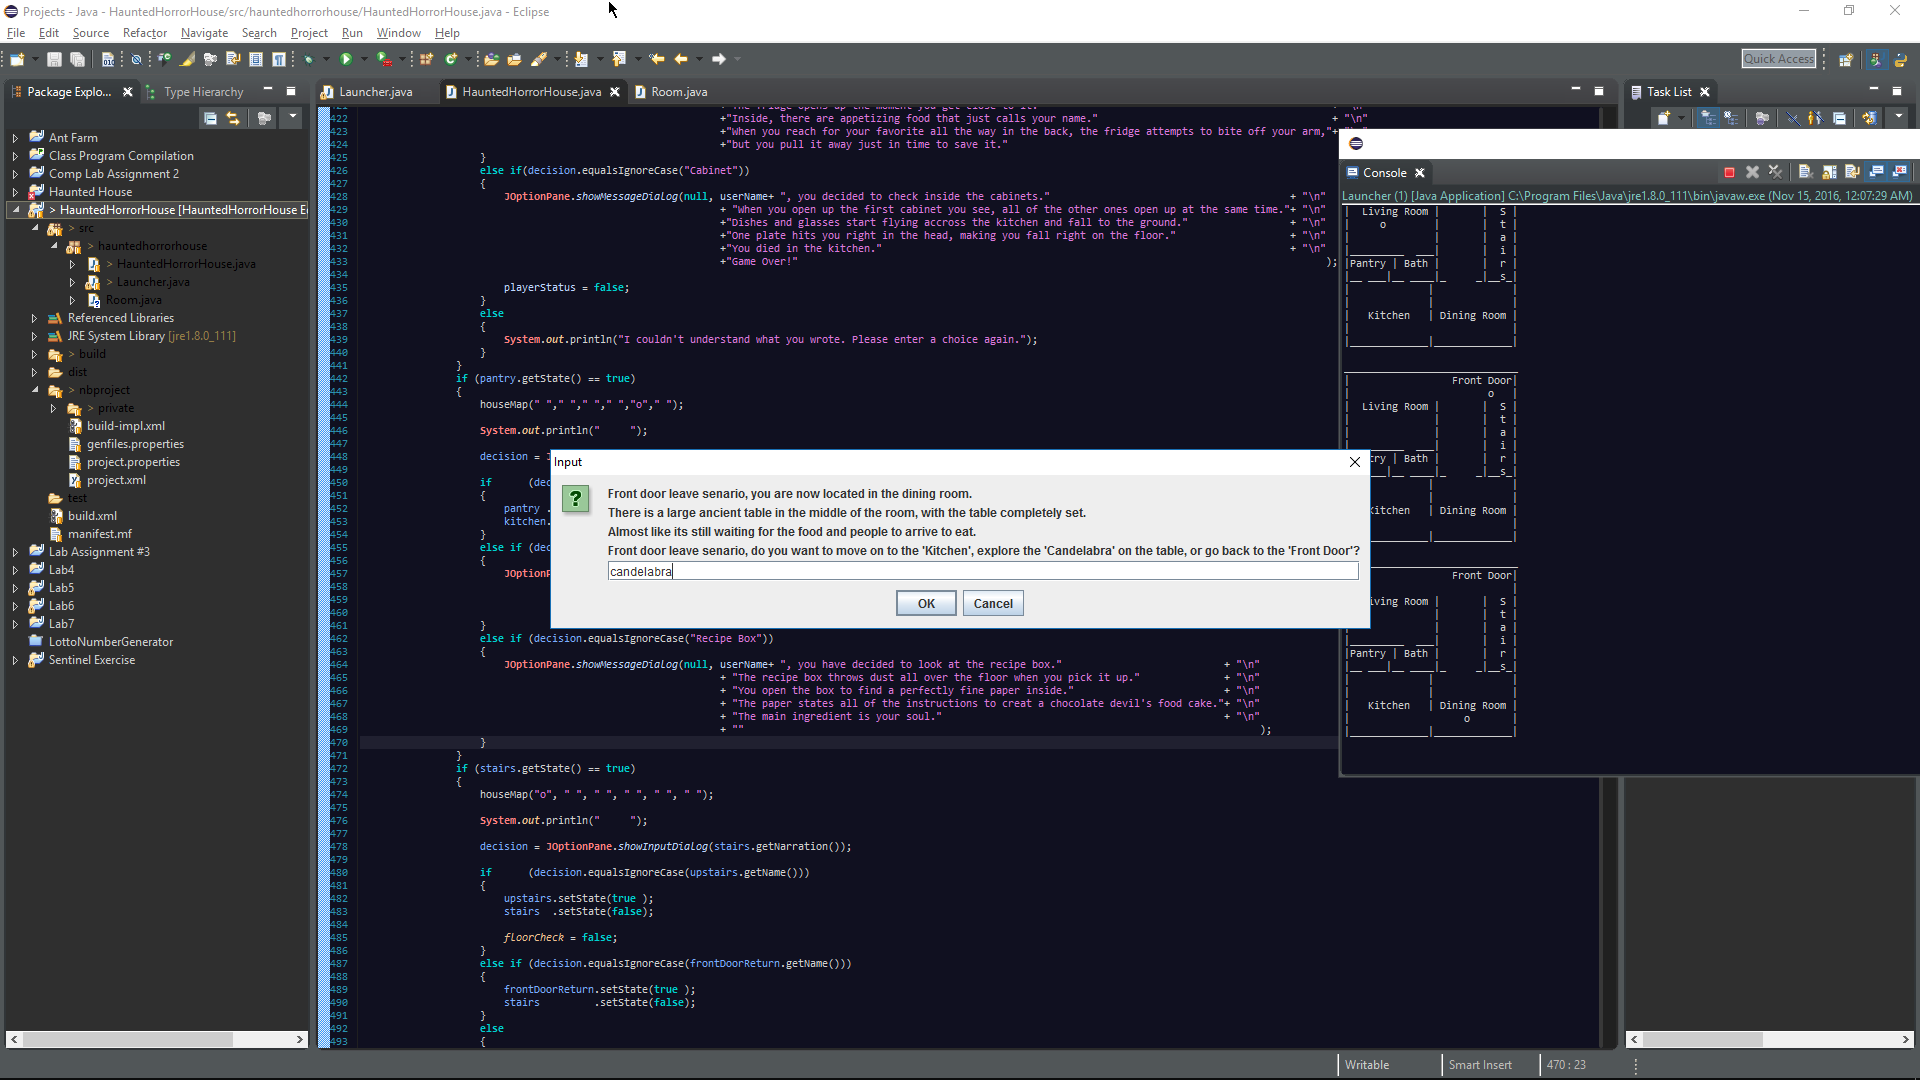 Projects - Java - HauntedHorrorHouse/src/hauntedhorrorhouse/HauntedHorrorHouse.java - Eclipse
File Edit Source Refactor Navigate Search Project Run Window Help
Quick Access
Package Explo...
Type Hierarchy
Launcher.java
HauntedHorrorHouse.java
Room.java
Task List
Ant Farm
Class Program Compilation
Comp Lab Assignment 2
Haunted House
> HauntedHorrorHouse [HauntedHorrorHouse E
> src
> hauntedhorrorhouse
> HauntedHorrorHouse.java
> Launcher.java
Room.java
Referenced Libraries
JRE System Library [jre1.8.0_111]
> build
dist
> nbproject
> private
build-impl.xml
genfiles.properties
project.properties
project.xml
test
build.xml
manifest.mf
Lab Assignment #3
Lab4
Lab5
Lab6
Lab7
LottoNumberGenerator
Sentinel Exercise
421 +"The fridge opens up the moment you get close to it." + "\n"
422 +"Inside, there are appetizing food that just calls your name." + "\n"
423 +"When you reach for your favorite all the way in the back, the fridge attempts to bite off your arm,"+
424 +"but you pull it away just in time to save it."
425 }
426 else if(decision.equalsIgnoreCase("Cabinet"))
427 {
428 JOptionPane.showMessageDialog(null, userName+ ", you decided to check inside the cabinets." + "\n"
429 + "When you open up the first cabinet you see, all of the other ones open up at the same time."+ "\n"
430 +"Dishes and glasses start flying accross the kitchen and fall to the ground." + "\n"
431 +"One plate hits you right in the head, making you fall right on the floor." + "\n"
432 +"You died in the kitchen." + "\n"
433 +"Game Over!" );
434
435 playerStatus = false;
436 }
437 else
438 {
439 System.out.println("I couldn't understand what you wrote. Please enter a choice again.");
440 }
441 }
442 if (pantry.getState() == true)
443 {
444 houseMap(" "," "," "," ","o"," ");
445
446 System.out.println("     ");
447
448 decision = J
449
450 if (dec
451 {
452 pantry .
453 kitchen.
454 }
455 else if (dec
456 {
457 JOptionP
458
459
460
461 }
462 else if (decision.equalsIgnoreCase("Recipe Box"))
463 {
464 JOptionPane.showMessageDialog(null, userName+ ", you have decided to look at the recipe box." + "\n"
465 + "The recipe box throws dust all over the floor when you pick it up." + "\n"
466 + "You open the box to find a perfectly fine paper inside." + "\n"
467 + "The paper states all of the instructions to creat a chocolate devil's food cake."+ "\n"
468 + "The main ingredient is your soul." + "\n"
469 + "" );
470 }
471 }
472 if (stairs.getState() == true)
473 {
474 houseMap("o", " ", " ", " ", " ", " ");
475
476 System.out.println("     ");
477
478 decision = JOptionPane.showInputDialog(stairs.getNarration());
479
480 if (decision.equalsIgnoreCase(upstairs.getName()))
481 {
482 upstairs.setState(true );
483 stairs .setState(false);
484
485 floorCheck = false;
486 }
487 else if (decision.equalsIgnoreCase(frontDoorReturn.getName()))
488 {
489 frontDoorReturn.setState(true );
490 stairs .setState(false);
491 }
492 else
493 {
Input
Front door leave senario, you are now located in the dining room.
There is a large ancient table in the middle of the room, with the table completely set.
Almost like its still waiting for the food and people to arrive to eat.
Front door leave senario, do you want to move on to the 'Kitchen', explore the 'Candelabra' on the table, or go back to the 'Front Door'?
candelabra
OK Cancel
Console
Launcher (1) [Java Application] C:\Program Files\Java\jre1.8.0_111\bin\javaw.exe (Nov 15, 2016, 12:07:29 AM)
| Living Room | | S |
o t
a
i
|Pantry | Bath | | r |
|__ ___|__ ____|_ _|__s_|
| Kitchen | Dining Room |
Front Door|
o
| Living Room | | S |
t
a
i
try | Bath | | r |
s
itchen | Dining Room |
Front Door|
iving Room | | S |
t
a
i
|Pantry | Bath | | r |
|__ ___|__ ____|_ _|__s_|
| Kitchen | Dining Room |
o
Writable
Smart Insert
470 : 23